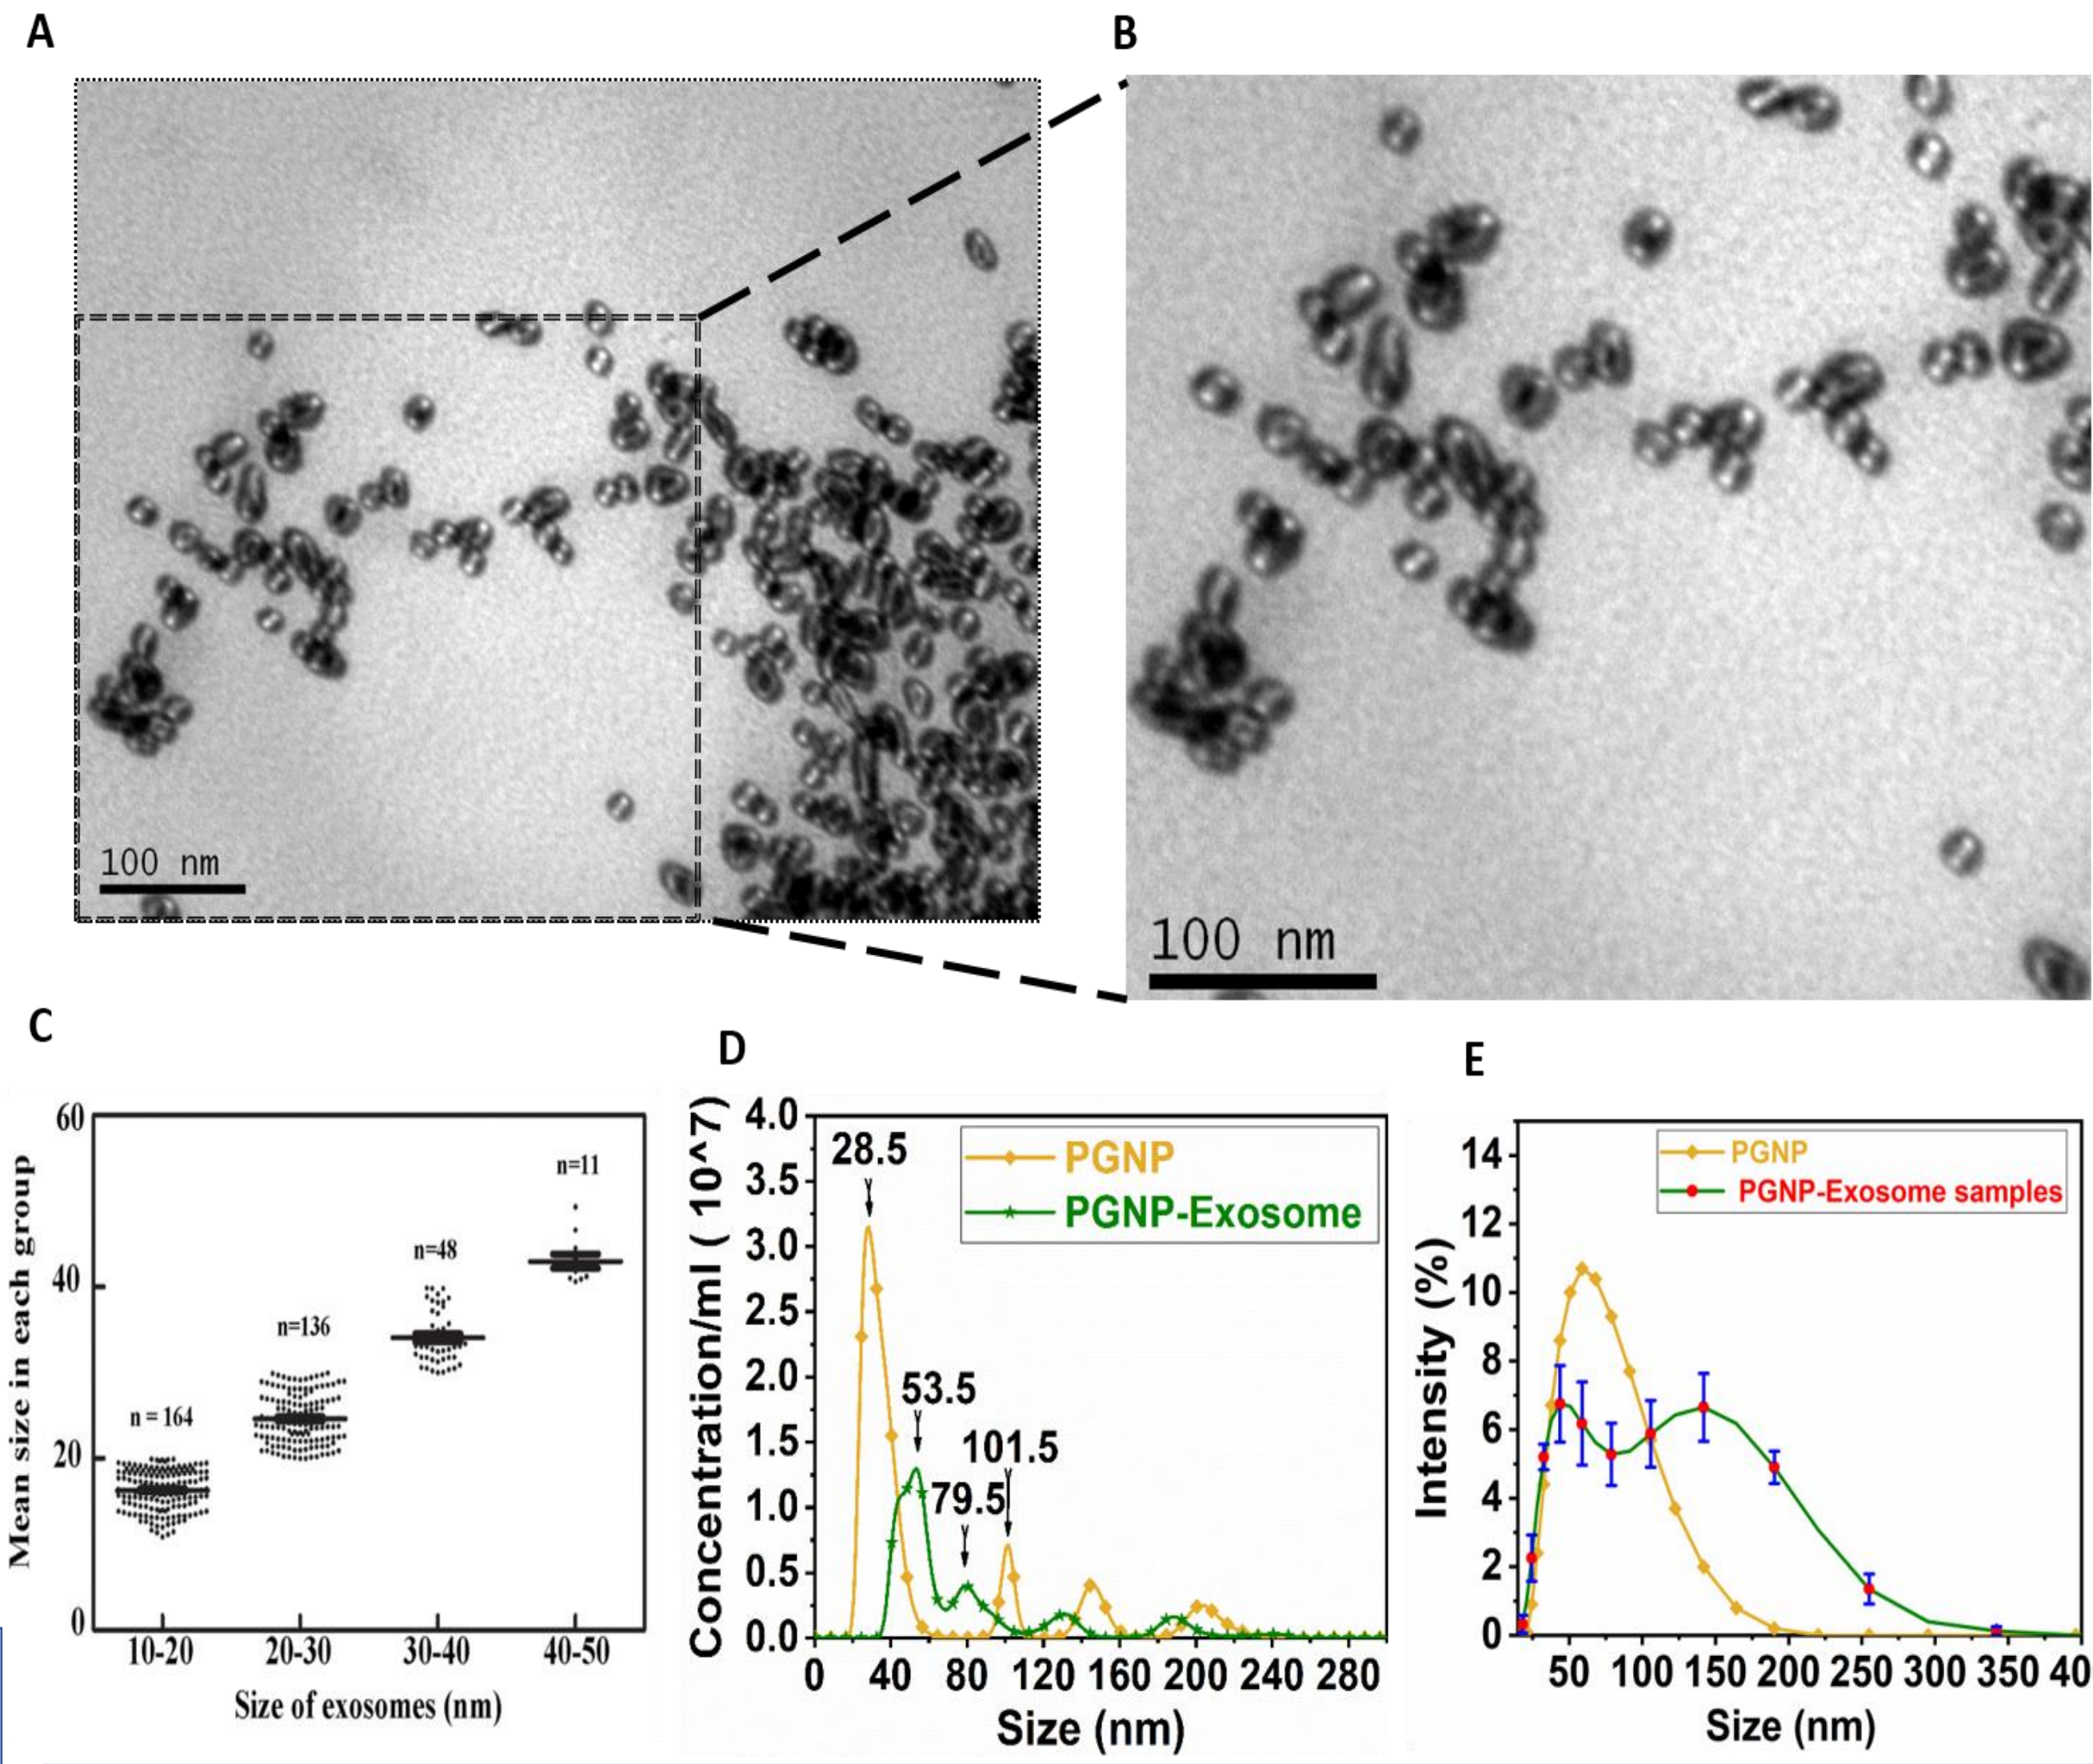 A
B
100 nm
100 nm
C
D
E
Mean size in each group
60
40
20
0
n = 164
n=136
n=48
n=11
10-20
20-30
30-40
40-50
Size of exosomes (nm)
Concentration/ml ( 10^7)
4.0
3.5
3.0
2.5
2.0
1.5
1.0
0.5
0.0
28.5
53.5
79.5
101.5
PGNP
PGNP-Exosome
0 40 80 120 160 200 240 280
Size (nm)
Intensity (%)
14
12
10
8
6
4
2
0
PGNP
PGNP-Exosome samples
50 100 150 200 250 300 350 40
Size (nm)